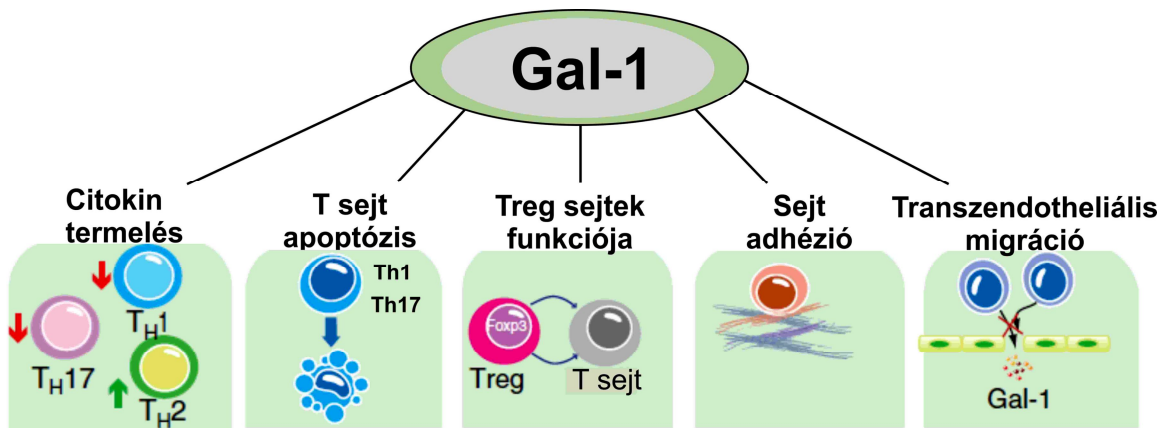 Gal-1
Citokin
termelés
T sejt
apoptózis
Treg sejtek
funkciója
Sejt
adhézió
Transzendotheliális
migráció
TH1
TH17
TH2
Th1
Th17
Foxp3
Treg
T sejt
Gal-1